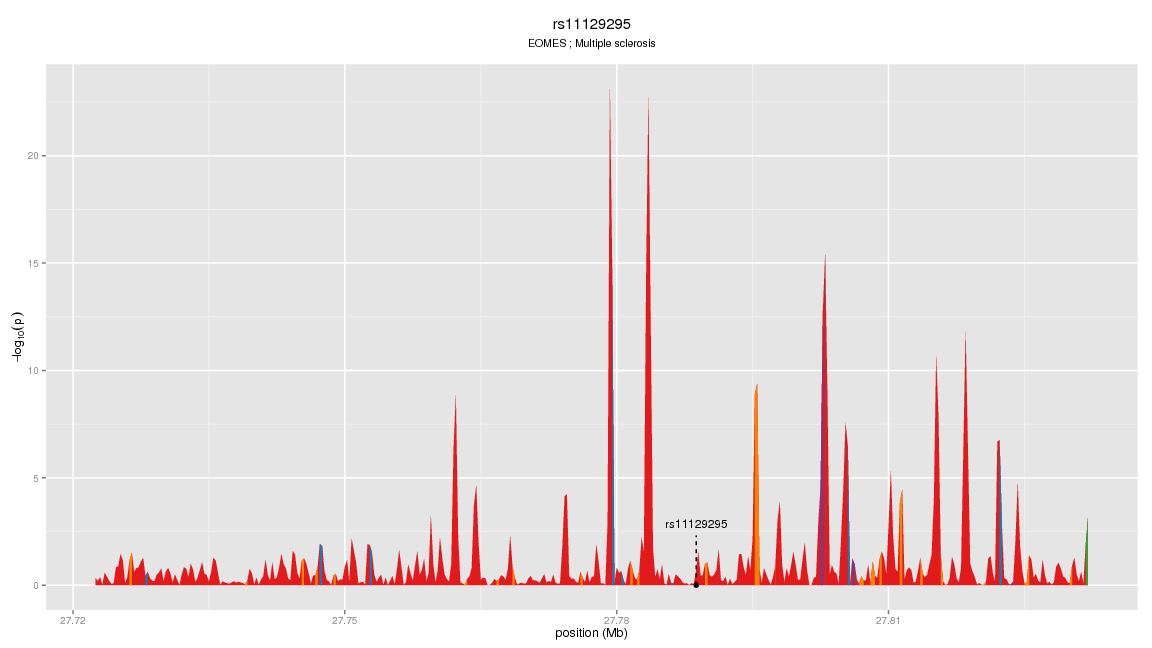 rs11129295
EOMES ; Multiple sclerosis
20
15
10
5
0
−log₁₀(p)
rs11129295
27.72
27.75
27.78
27.81
position (Mb)